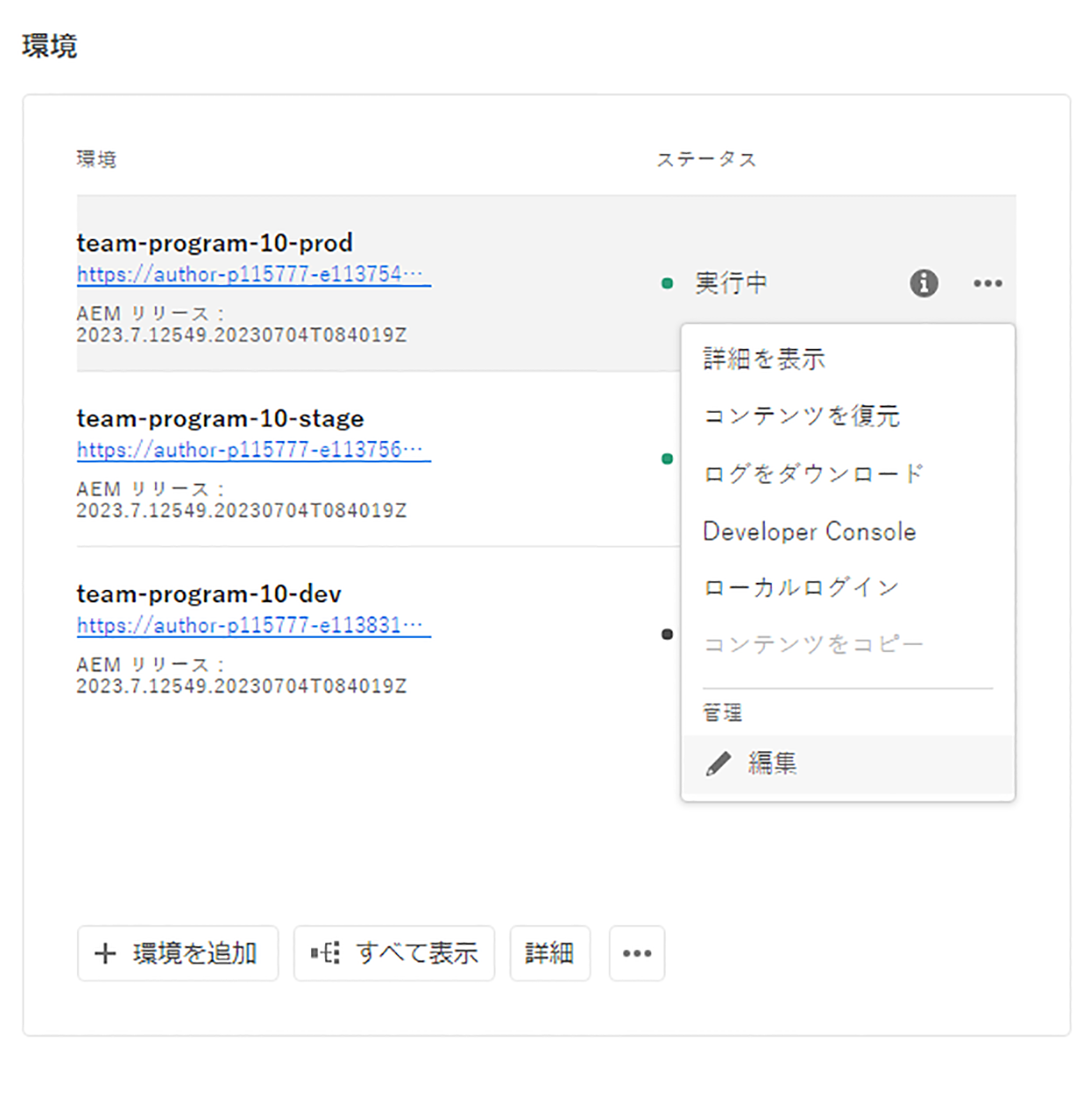 環境
環境 ステータス
team-program-10-prod
https://author-p115777-e113754…
実行中
AEM リリース：
2023.7.12549.20230704T084019Z
詳細を表示
コンテンツを復元
ログをダウンロード
Developer Console
ローカルログイン
コンテンツをコピー
管理
編集
team-program-10-stage
https://author-p115777-e113756…
AEM リリース：
2023.7.12549.20230704T084019Z
team-program-10-dev
https://author-p115777-e113831…
AEM リリース：
2023.7.12549.20230704T084019Z
環境を追加 すべて表示 詳細